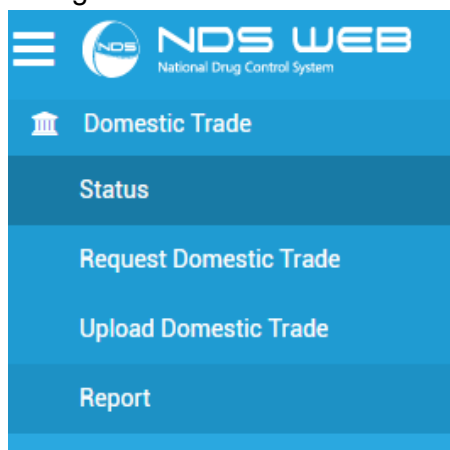 NDS
NDS WEB
National Drug Control System
Domestic Trade
Status
Request Domestic Trade
Upload Domestic Trade
Report